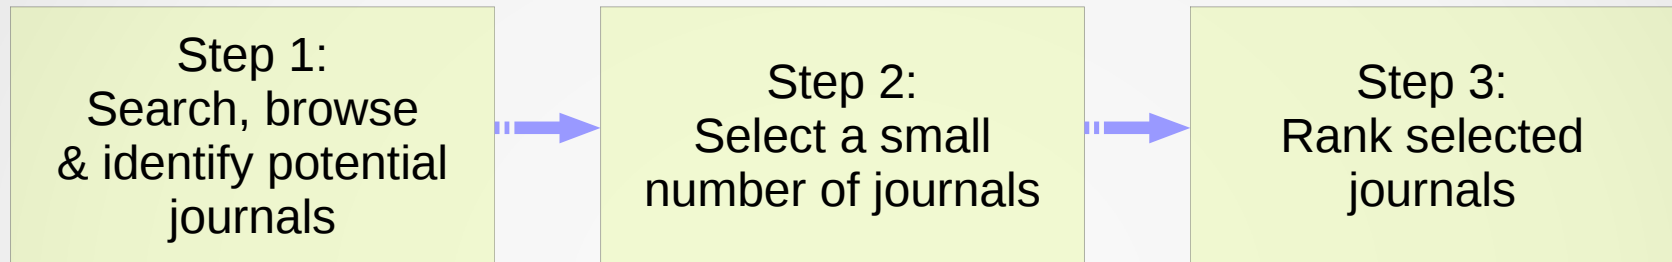 Step 1:
Search, browse
& identify potential
journals
Step 2:
Select a small
number of journals
Step 3:
Rank selected
journals